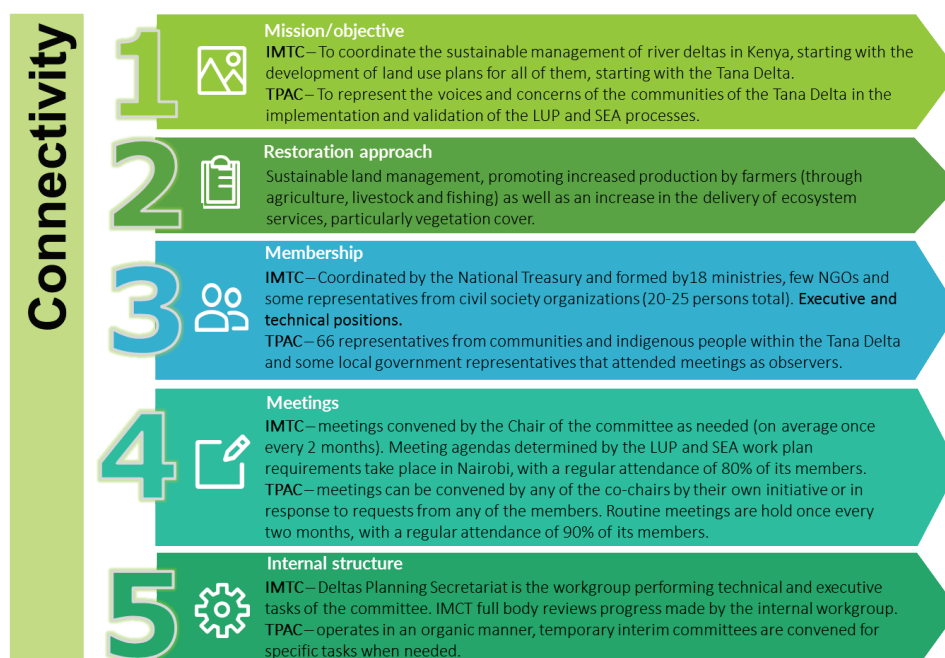 Connectivity
1
Mission/objective
IMTC – To coordinate the sustainable management of river deltas in Kenya, starting with the
development of land use plans for all of them, starting with the Tana Delta.
TPAC – To represent the voices and concerns of the communities of the Tana Delta in the
implementation and validation of the LUP and SEA processes.
2
Restoration approach
Sustainable land management, promoting increased production by farmers (through
agriculture, livestock and fishing) as well as an increase in the delivery of ecosystem
services, particularly vegetation cover.
3
Membership
IMTC – Coordinated by the National Treasury and formed by18 ministries, few NGOs and
some representatives from civil society organizations (20-25 persons total). Executive and
technical positions.
TPAC – 66 representatives from communities and indigenous people within the Tana Delta
and some local government representatives that attended meetings as observers.
4
Meetings
IMTC – meetings convened by the Chair of the committee as needed (on average once
every 2 months). Meeting agendas determined by the LUP and SEA work plan
requirements take place in Nairobi, with a regular attendance of 80% of its members.
TPAC – meetings can be convened by any of the co-chairs by their own initiative or in
response to requests from any of the members. Routine meetings are hold once every
two months, with a regular attendance of 90% of its members.
5
Internal structure
IMTC – Deltas Planning Secretariat is the workgroup performing technical and executive
tasks of the committee. IMCT full body reviews progress made by the internal workgroup.
TPAC – operates in an organic manner, temporary interim committees are convened for
specific tasks when needed.